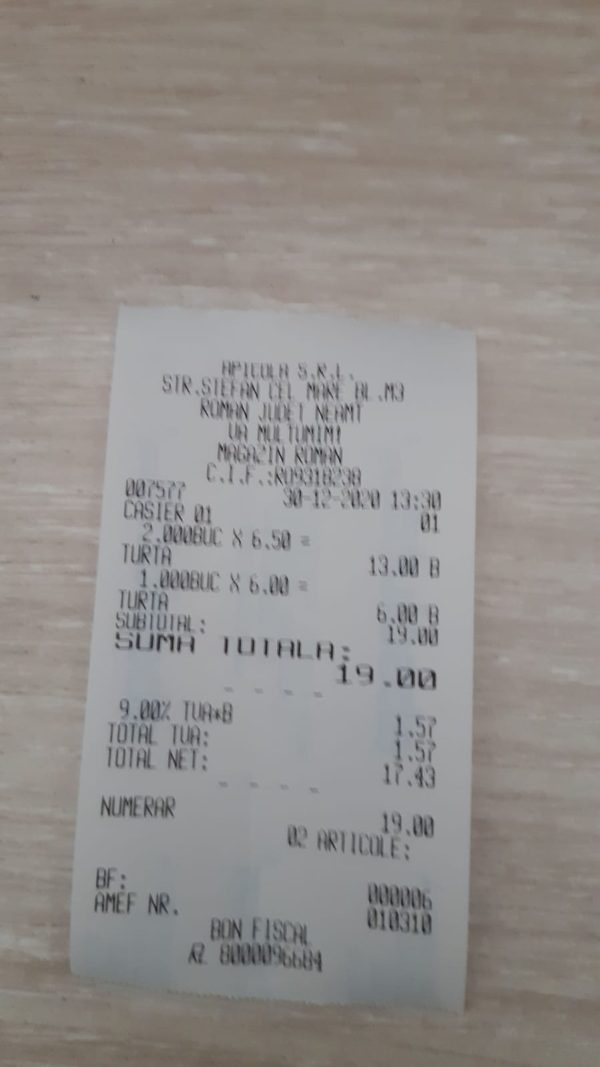 APICOLA S.R.L.
STR.STEFAN CEL MARE BL.M3
ROMAN JUDET NEAMT
VA MULTUMIM!
MAGAZIN ROMAN
C.I.F.:RO9318238
007577 30-12-2020 13:30
CASIER 01 01
2.000BUC X 6.50 =
TURTA 13.00 B
1.000BUC X 6.00 =
TURTA 6.00 B
SUBTOTAL: 19.00
SUMA TOTALA:
19.00
- - - -
9.00% TVA*B 1.57
TOTAL TVA: 1.57
TOTAL NET: 17.43
- - - -
NUMERAR 19.00
02 ARTICOLE:
BF: 000006
AMEF NR. 010310
BON FISCAL
8000096684